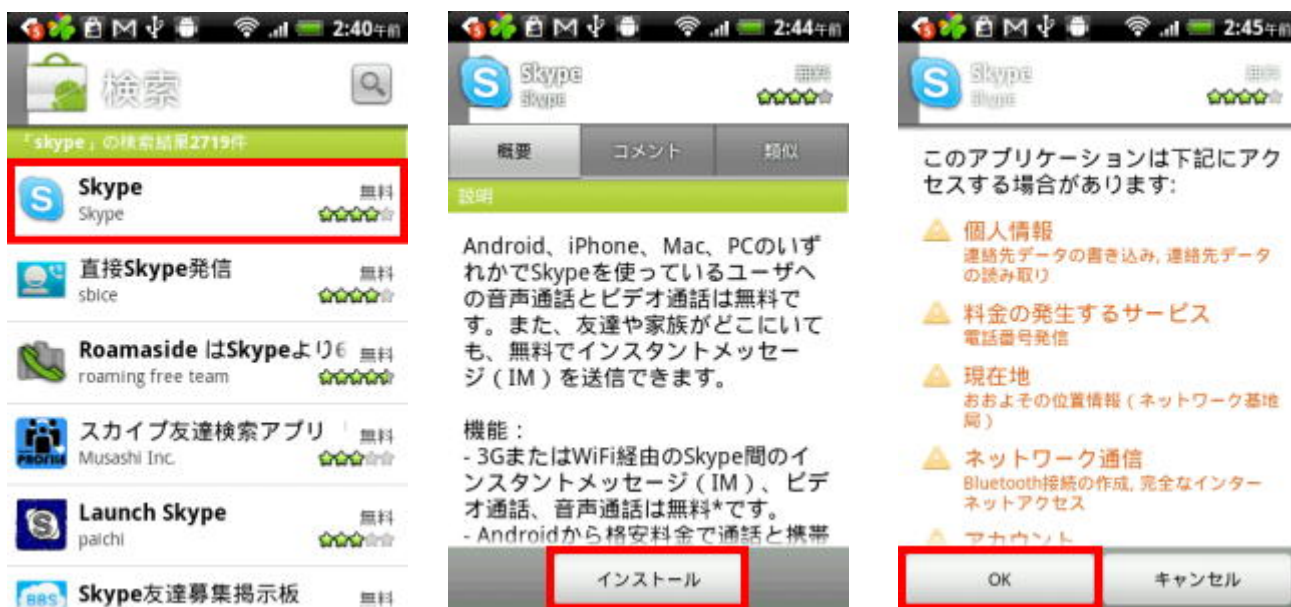 2:40午前
検索
「skype」の検索結果2719件
Skype
無料
Skype
直接Skype発信
無料
sbice
Roamaside はSkypeより6
無料
roaming free team
スカイプ友達検索アプリ
無料
Musashi Inc.
Launch Skype
無料
paichi
Skype友達募集掲示板
無料
BBS
2:44午前
Skype
無料
Skype
概要
コメント
類似
説明
Android、iPhone、Mac、PCのいず
れかでSkypeを使っているユーザへ
の音声通話とビデオ通話は無料で
す。また、友達や家族がどこにいて
も、無料でインスタントメッセー
ジ（IM）を送信できます。
機能：
- 3GまたはWiFi経由のSkype間のイ
ンスタントメッセージ（IM）、ビデ
オ通話、音声通話は無料*です。
- Androidから格安料金で通話と携帯
インストール
2:45午前
Skype
無料
Skype
このアプリケーションは下記にアク
セスする場合があります:
個人情報
連絡先データの書き込み, 連絡先データ
の読み取り
料金の発生するサービス
電話番号発信
現在地
おおよその位置情報（ネットワーク基地
局）
ネットワーク通信
Bluetooth接続の作成, 完全なインター
ネットアクセス
アカウント
OK
キャンセル